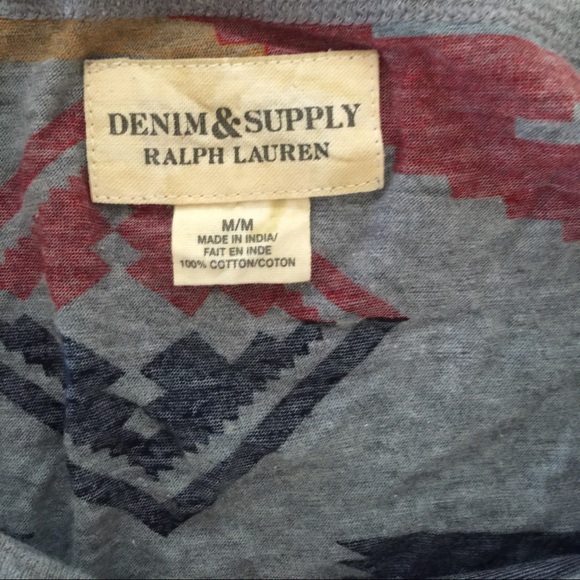 DENIM & SUPPLY
RALPH LAUREN
M/M
MADE IN INDIA/
FAIT EN INDE
100% COTTON/COTON